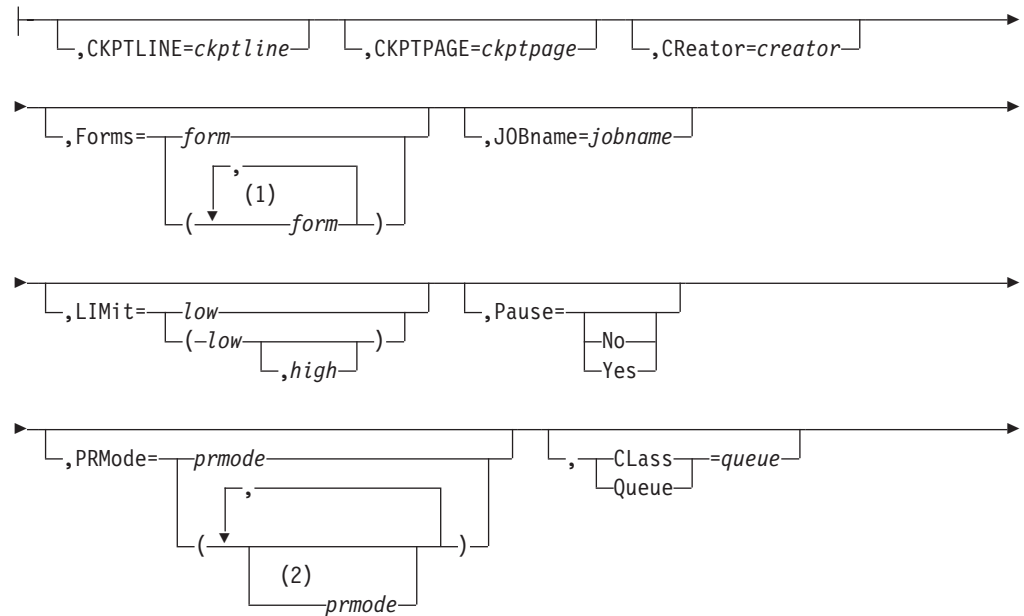 ,CKPTLINE=ckptline ,CKPTPAGE=ckptpage ,CReator=creator
,Forms= form ,JOBname=jobname
,
(1)
( form )
,LIMit= low ,Pause=
(low ) No
,high Yes
,PRMode= prmode , CLass =queue
, Queue
( )
(2)
prmode